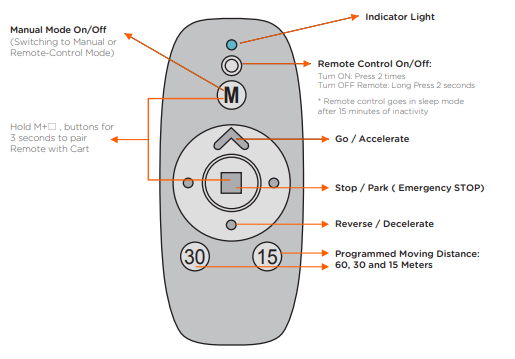 Indicator Light
Manual Mode On/Off
(Switching to Manual or
Remote-Control Mode)
Remote Control On/Off:
Turn ON: Press 2 times
Turn OFF Remote: Long Press 2 seconds
* Remote control goes in sleep mode
after 15 minutes of inactivity
M
Hold M+□ , buttons for
3 seconds to pair
Remote with Cart
Go / Accelerate
Stop / Park ( Emergency STOP)
Reverse / Decelerate
30
15
Programmed Moving Distance:
60, 30 and 15 Meters